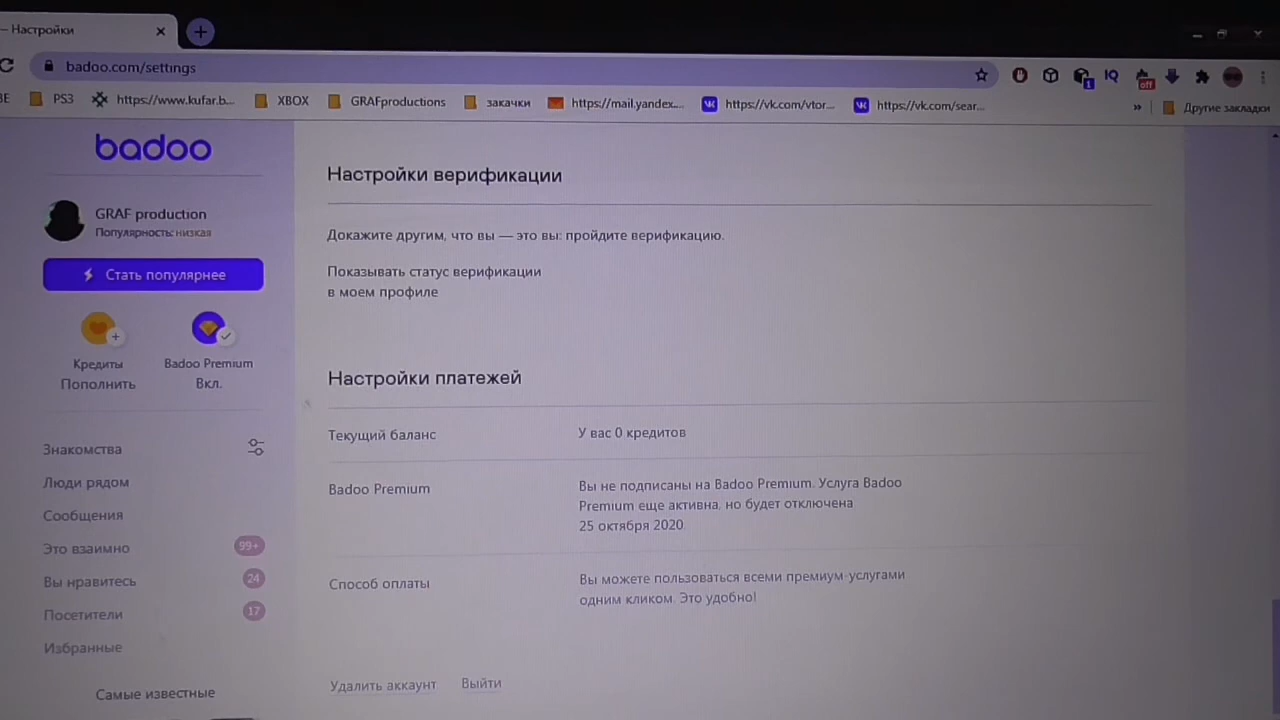 — Настройки
badoo.com/settings
PS3
https://www.kufar.b...
XBOX
GRAFproductions
закачки
https://mail.yandex...
https://vk.com/vtor...
https://vk.com/sear...
»
Другие закладки
IQ
1
off
badoo
GRAF production
Популярность: низкая
Стать популярнее
Кредиты
Пополнить
Badoo Premium
Вкл.
Знакомства
Люди рядом
Сообщения
Это взаимно 99+
Вы нравитесь 24
Посетители 17
Избранные
Самые известные
Настройки верификации
Докажите другим, что вы — это вы: пройдите верификацию.
Показывать статус верификации
в моем профиле
Настройки платежей
Текущий баланс
У вас 0 кредитов
Badoo Premium
Вы не подписаны на Badoo Premium. Услуга Badoo
Premium еще активна, но будет отключена
25 октября 2020
Способ оплаты
Вы можете пользоваться всеми премиум-услугами
одним кликом. Это удобно!
Удалить аккаунт
Выйти